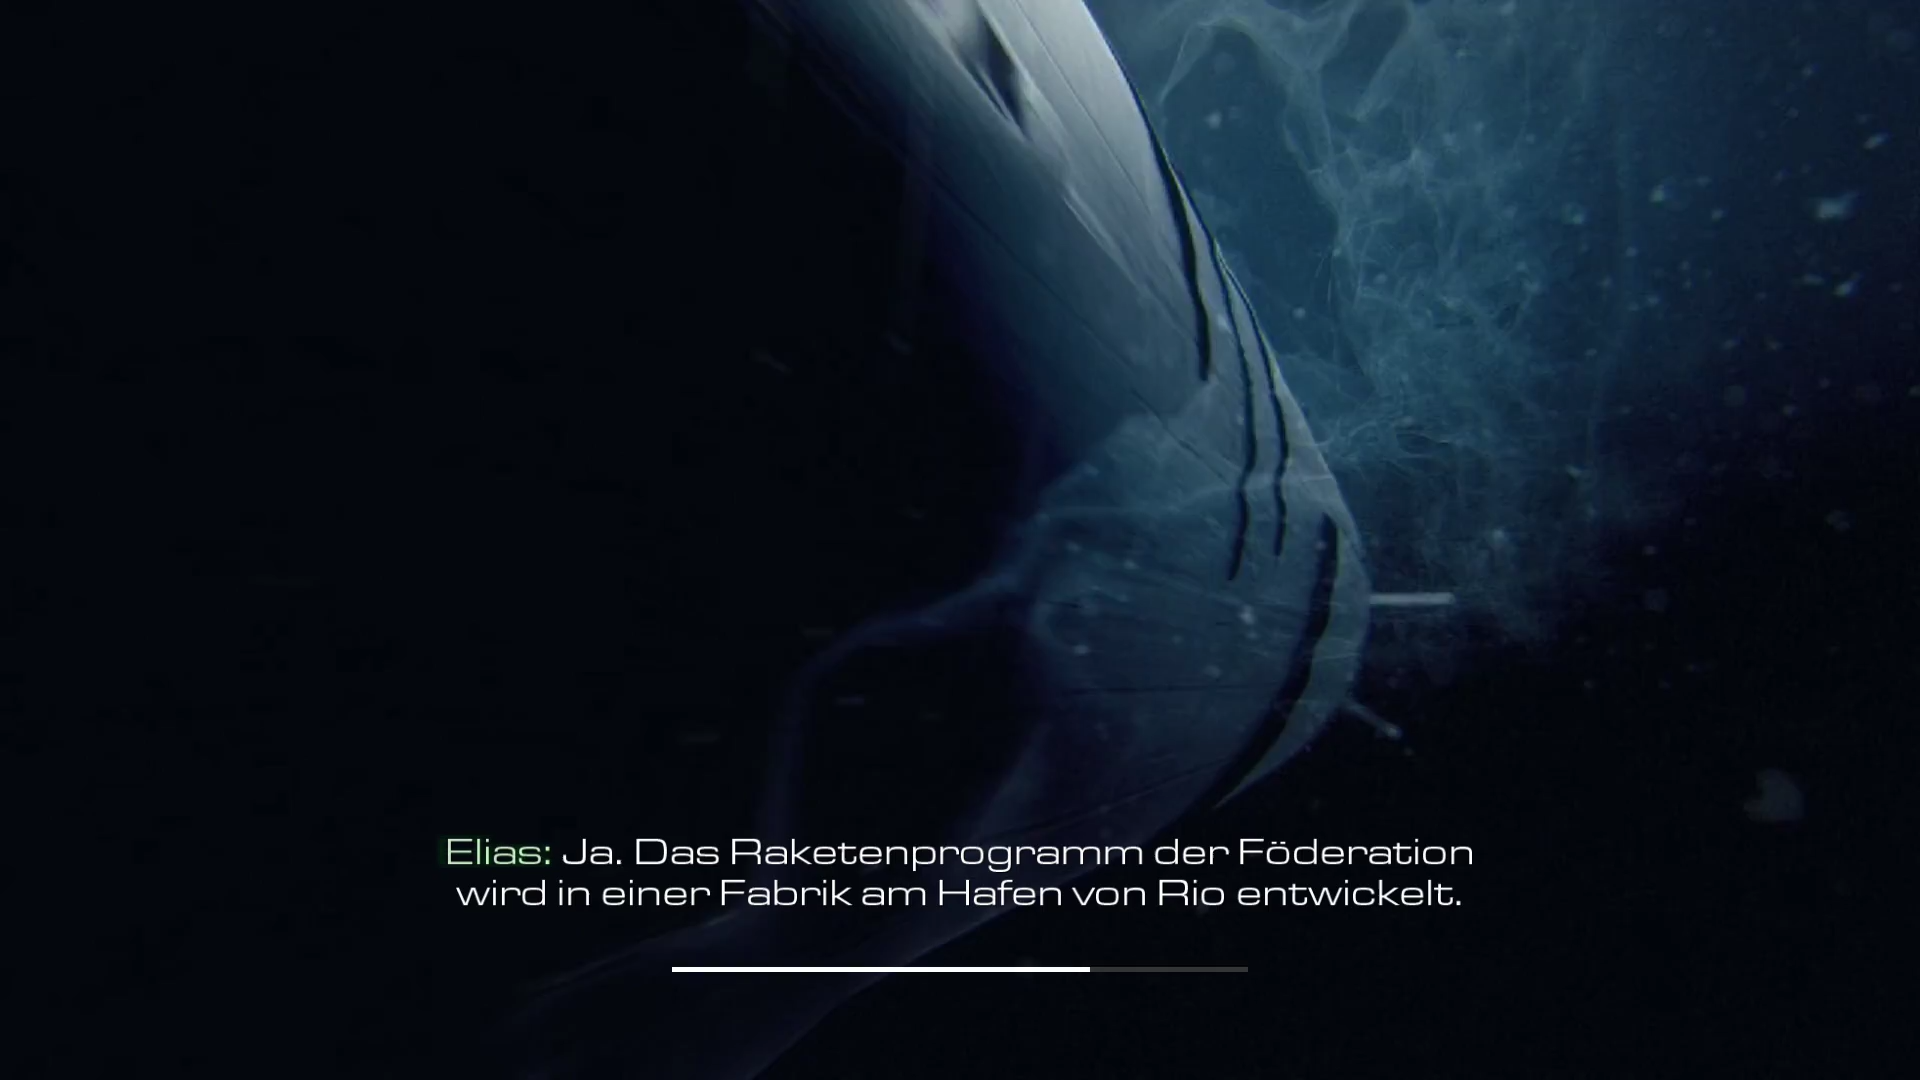 Elias: Ja. Das Raketenprogramm der Föderation
wird in einer Fabrik am Hafen von Rio entwickelt.